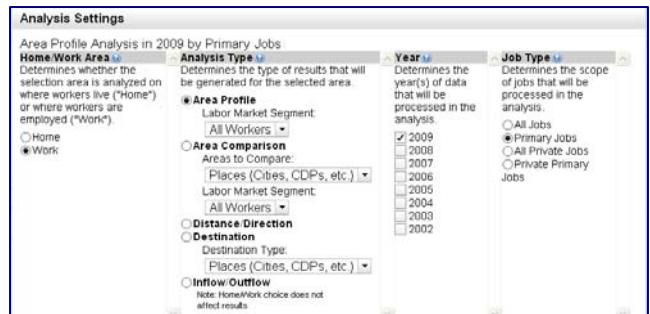 Analysis Settings
Area Profile Analysis in 2009 by Primary Jobs
Home/Work Area
Determines whether the
selection area is analyzed on
where workers live ("Home")
or where workers are
employed ("Work").
Home
Work
Analysis Type
Determines the type of results that will
be generated for the selected area.
Area Profile
Labor Market Segment:
All Workers
Area Comparison
Areas to Compare:
Places (Cities, CDPs, etc.)
Labor Market Segment:
All Workers
Distance/Direction
Destination
Destination Type:
Places (Cities, CDPs, etc.)
Inflow/Outflow
Note: Home/Work choice does not
affect results
Year
Determines the
year(s) of data
that will be
processed in the
analysis.
2009
2008
2007
2006
2005
2004
2003
2002
Job Type
Determines the scope
of jobs that will be
processed in the
analysis.
All Jobs
Primary Jobs
All Private Jobs
Private Primary
Jobs